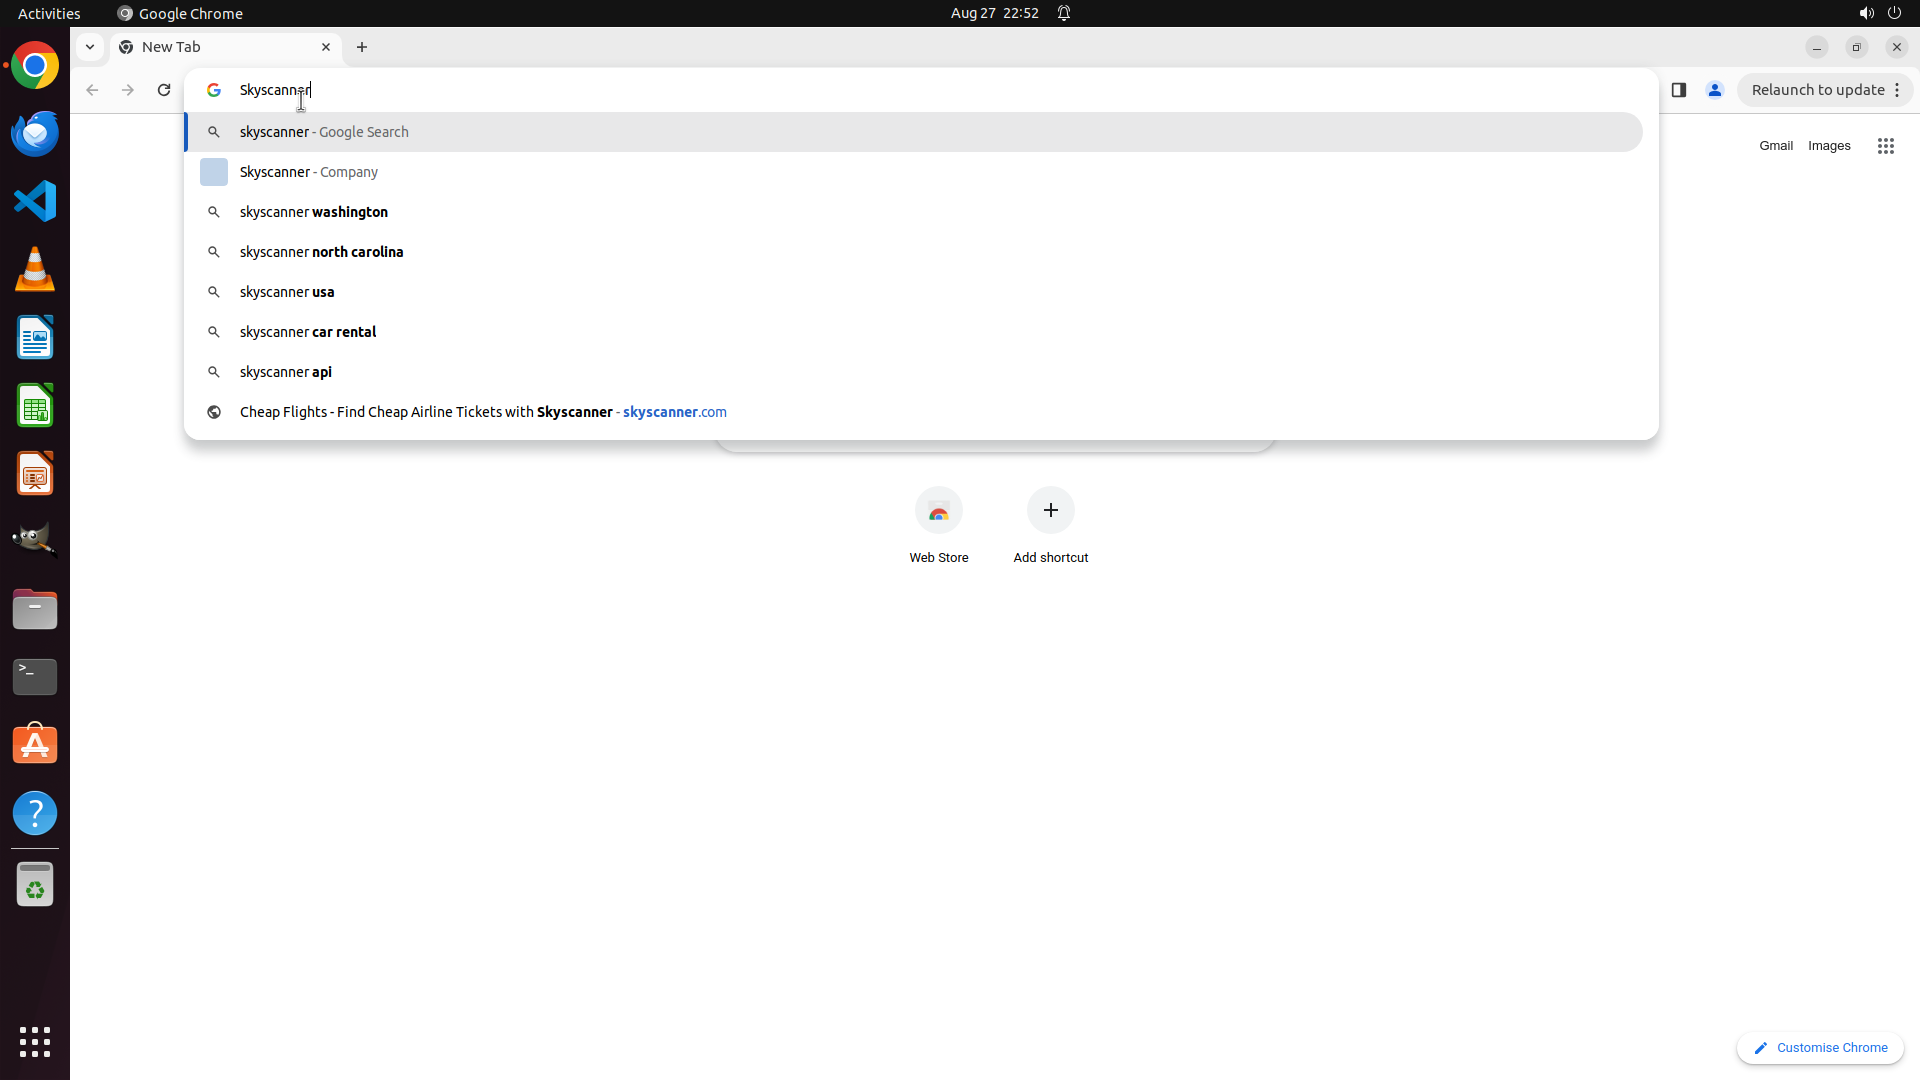 Activities
Google Chrome
Aug 27 22:52
New Tab
Skyscanner
Relaunch to update
skyscanner - Google Search
Skyscanner - Company
skyscanner washington
skyscanner north carolina
skyscanner usa
skyscanner car rental
skyscanner api
Cheap Flights - Find Cheap Airline Tickets with Skyscanner - skyscanner.com
Gmail
Images
Web Store
Add shortcut
Customise Chrome